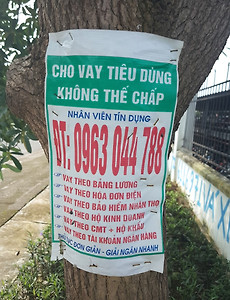 CHO VAY TIÊU DÙNG
KHÔNG THẾ CHẤP
NHÂN VIÊN TÍN DỤNG
ĐT: 0963 044 788
VAY THEO BẢNG LƯƠNG
VAY THEO HÓA ĐƠN ĐIỆN
VAY THEO BẢO HIỂM NHÂN THỌ
VAY THEO HỘ KINH DOANH
VAY THEO CMT + HỘ KHẨU
VAY THEO TÀI KHOẢN NGÂN HÀNG
TỤC ĐƠN GIẢN - GIẢI NGÂN NHANH